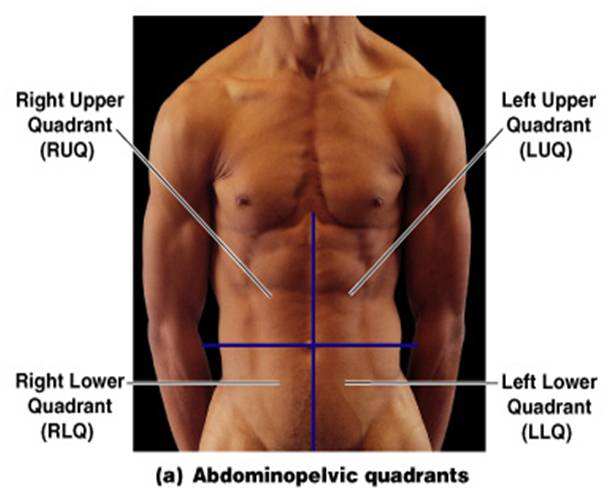 Right Upper
Quadrant
(RUQ)
Left Upper
Quadrant
(LUQ)
Right Lower
Quadrant
(RLQ)
Left Lower
Quadrant
(LLQ)
(a) Abdominopelvic quadrants